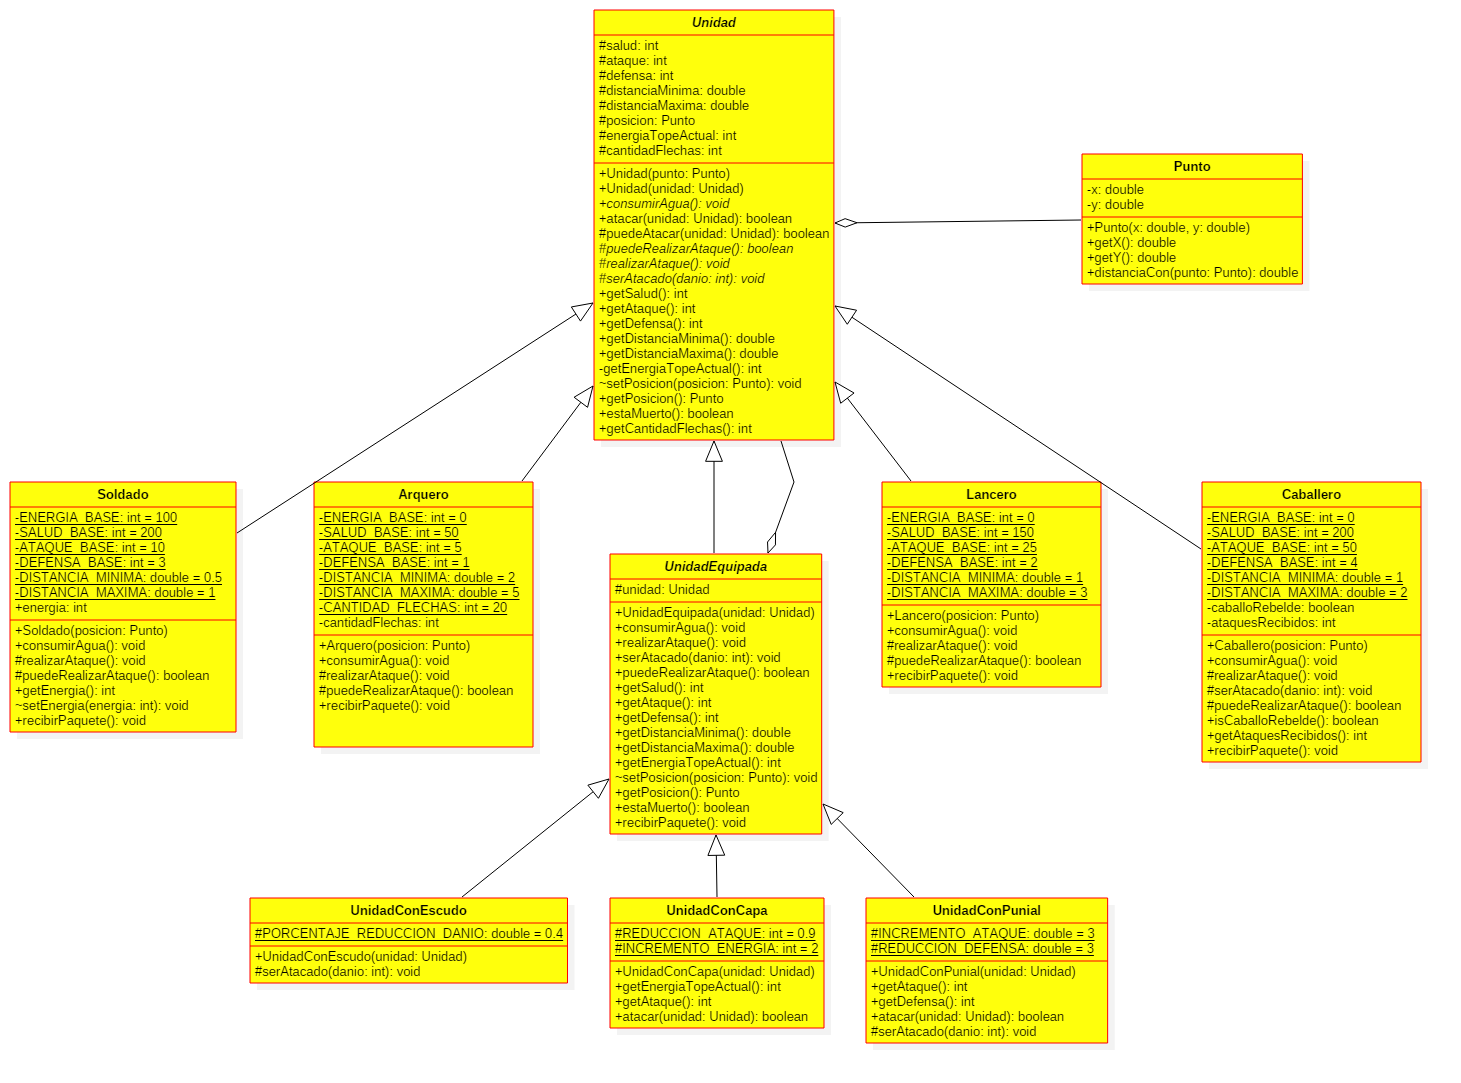 Unidad
#salud: int
#ataque: int
#defensa: int
#distanciaMinima: double
#distanciaMaxima: double
#posicion: Punto
#energiaTopeActual: int
#cantidadFlechas: int
+Unidad(punto: Punto)
+Unidad(unidad: Unidad)
+consumirAgua(): void
+atacar(unidad: Unidad): boolean
#puedeAtacar(unidad: Unidad): boolean
#puedeRealizarAtaque(): boolean
#realizarAtaque(): void
#serAtacado(danio: int): void
+getSalud(): int
+getAtaque(): int
+getDefensa(): int
+getDistanciaMinima(): double
+getDistanciaMaxima(): double
-getEnergiaTopeActual(): int
~setPosicion(posicion: Punto): void
+getPosicion(): Punto
+estaMuerto(): boolean
+getCantidadFlechas(): int
Punto
-x: double
-y: double
+Punto(x: double, y: double)
+getX(): double
+getY(): double
+distanciaCon(punto: Punto): double
Soldado
-ENERGIA_BASE: int = 100
-SALUD_BASE: int = 200
-ATAQUE_BASE: int = 10
-DEFENSA_BASE: int = 3
-DISTANCIA_MINIMA: double = 0.5
-DISTANCIA_MAXIMA: double = 1
+energia: int
+Soldado(posicion: Punto)
+consumirAgua(): void
#realizarAtaque(): void
#puedeRealizarAtaque(): boolean
+getEnergia(): int
~setEnergia(energia: int): void
+recibirPaquete(): void
Arquero
-ENERGIA_BASE: int = 0
-SALUD_BASE: int = 50
-ATAQUE_BASE: int = 5
-DEFENSA_BASE: int = 1
-DISTANCIA_MINIMA: double = 2
-DISTANCIA_MAXIMA: double = 5
-CANTIDAD_FLECHAS: int = 20
-cantidadFlechas: int
+Arquero(posicion: Punto)
+consumirAgua(): void
#realizarAtaque(): void
#puedeRealizarAtaque(): boolean
+recibirPaquete(): void
UnidadEquipada
#unidad: Unidad
+UnidadEquipada(unidad: Unidad)
+consumirAgua(): void
+realizarAtaque(): void
+serAtacado(danio: int): void
+puedeRealizarAtaque(): boolean
+getSalud(): int
+getAtaque(): int
+getDefensa(): int
+getDistanciaMinima(): double
+getDistanciaMaxima(): double
+getEnergiaTopeActual(): int
~setPosicion(posicion: Punto): void
+getPosicion(): Punto
+estaMuerto(): boolean
+recibirPaquete(): void
Lancero
-ENERGIA_BASE: int = 0
-SALUD_BASE: int = 150
-ATAQUE_BASE: int = 25
-DEFENSA_BASE: int = 2
-DISTANCIA_MINIMA: double = 1
-DISTANCIA_MAXIMA: double = 3
+Lancero(posicion: Punto)
+consumirAgua(): void
#realizarAtaque(): void
#puedeRealizarAtaque(): boolean
+recibirPaquete(): void
Caballero
-ENERGIA_BASE: int = 0
-SALUD_BASE: int = 200
-ATAQUE_BASE: int = 50
-DEFENSA_BASE: int = 4
-DISTANCIA_MINIMA: double = 1
-DISTANCIA_MAXIMA: double = 2
-caballoRebelde: boolean
-ataquesRecibidos: int
+Caballero(posicion: Punto)
+consumirAgua(): void
#realizarAtaque(): void
#serAtacado(danio: int): void
#puedeRealizarAtaque(): boolean
+isCaballoRebelde(): boolean
+getAtaquesRecibidos(): int
+recibirPaquete(): void
UnidadConEscudo
#PORCENTAJE_REDUCCION_DANIO: double = 0.4
+UnidadConEscudo(unidad: Unidad)
#serAtacado(danio: int): void
UnidadConCapa
#REDUCCION_ATAQUE: int = 0.9
#INCREMENTO_ENERGIA: int = 2
+UnidadConCapa(unidad: Unidad)
+getEnergiaTopeActual(): int
+getAtaque(): int
+atacar(unidad: Unidad): boolean
UnidadConPunial
#INCREMENTO_ATAQUE: double = 3
#REDUCCION_DEFENSA: double = 3
+UnidadConPunial(unidad: Unidad)
+getAtaque(): int
+getDefensa(): int
+atacar(unidad: Unidad): boolean
#serAtacado(danio: int): void